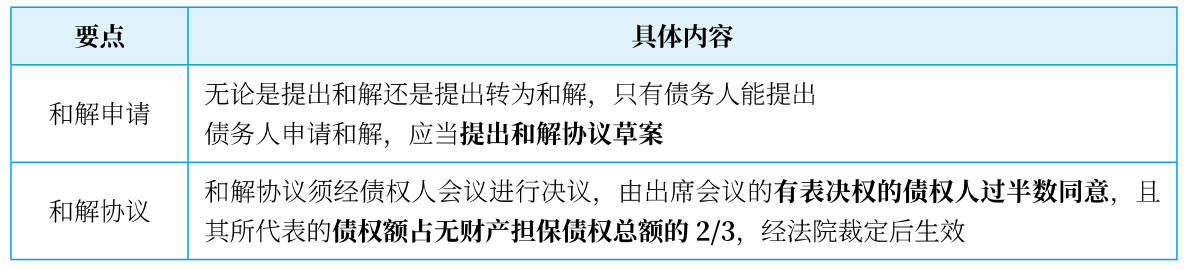 要点 具体内容
和解申请
无论是提出和解还是提出转为和解，只有债务人能提出
债务人申请和解，应当提出和解协议草案
和解协议
和解协议须经债权人会议进行决议，由出席会议的有表决权的债权人过半数同意，且
其所代表的债权额占无财产担保债权总额的 2/3，经法院裁定后生效